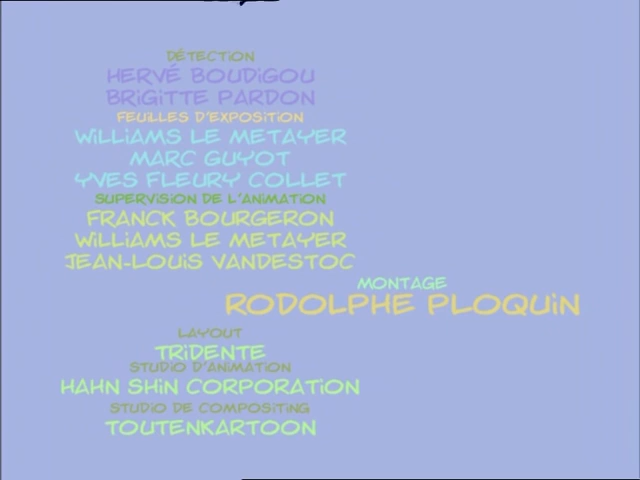 DÉTECTION
HERVÉ BOUDiGOU
BRiGiTTE PARDON
FEUiLLES D'EXPOSiTiON
WiLLiAMS LE METAYER
MARC GUYOT
YVES FLEURY COLLET
SUPERViSiON DE L'ANiMATiON
FRANCK BOURGERON
WiLLiAMS LE METAYER
JEAN-LOUiS VANDESTOC
MONTAGE
RODOLPHE PLOQUiN
LAYOUT
TRiDENTE
STUDiO D'ANiMATiON
HAHN SHiN CORPORATiON
STUDiO DE COMPOSiTiNG
TOUTENKARTOON